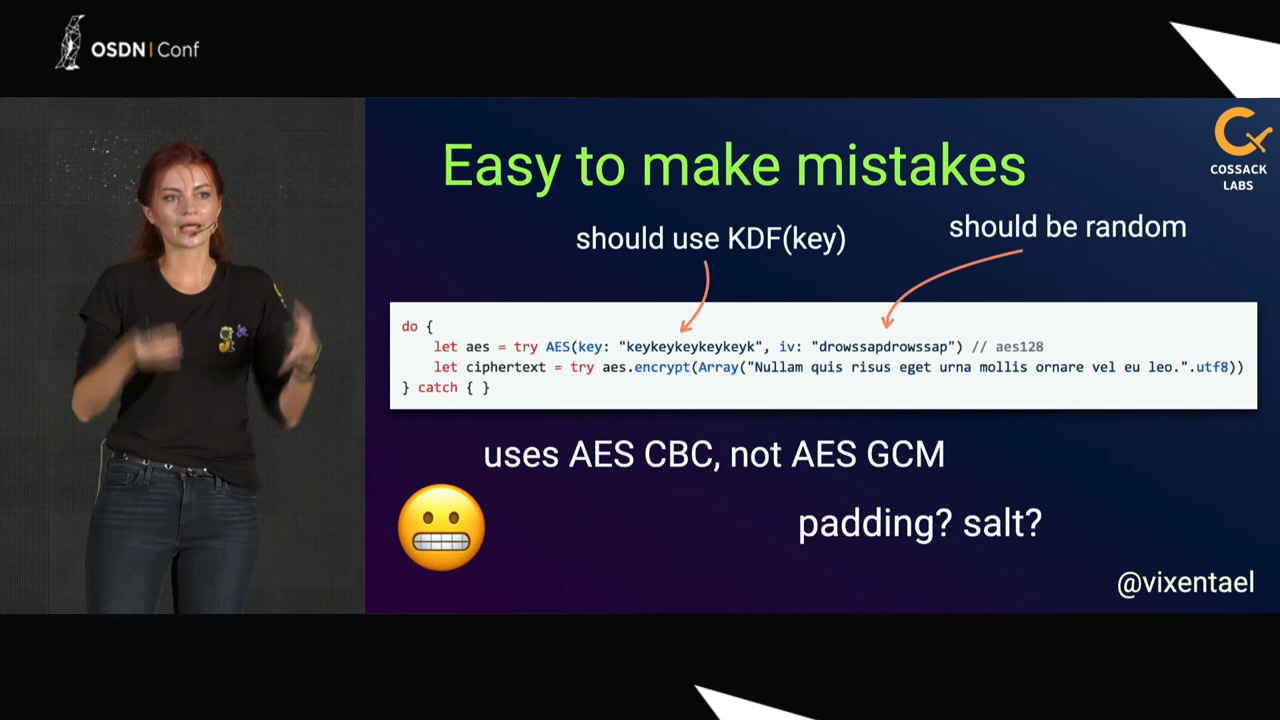 OSDN | Conf
COSSACK
LABS
Easy to make mistakes
should use KDF(key)
should be random
do {
    let aes = try AES(key: "keykeykeykeykeyk", iv: "drowssapdrowssap") // aes128
    let ciphertext = try aes.encrypt(Array("Nullam quis risus eget urna mollis ornare vel eu leo.".utf8))
} catch { }
uses AES CBC, not AES GCM
padding? salt?
@vixentael